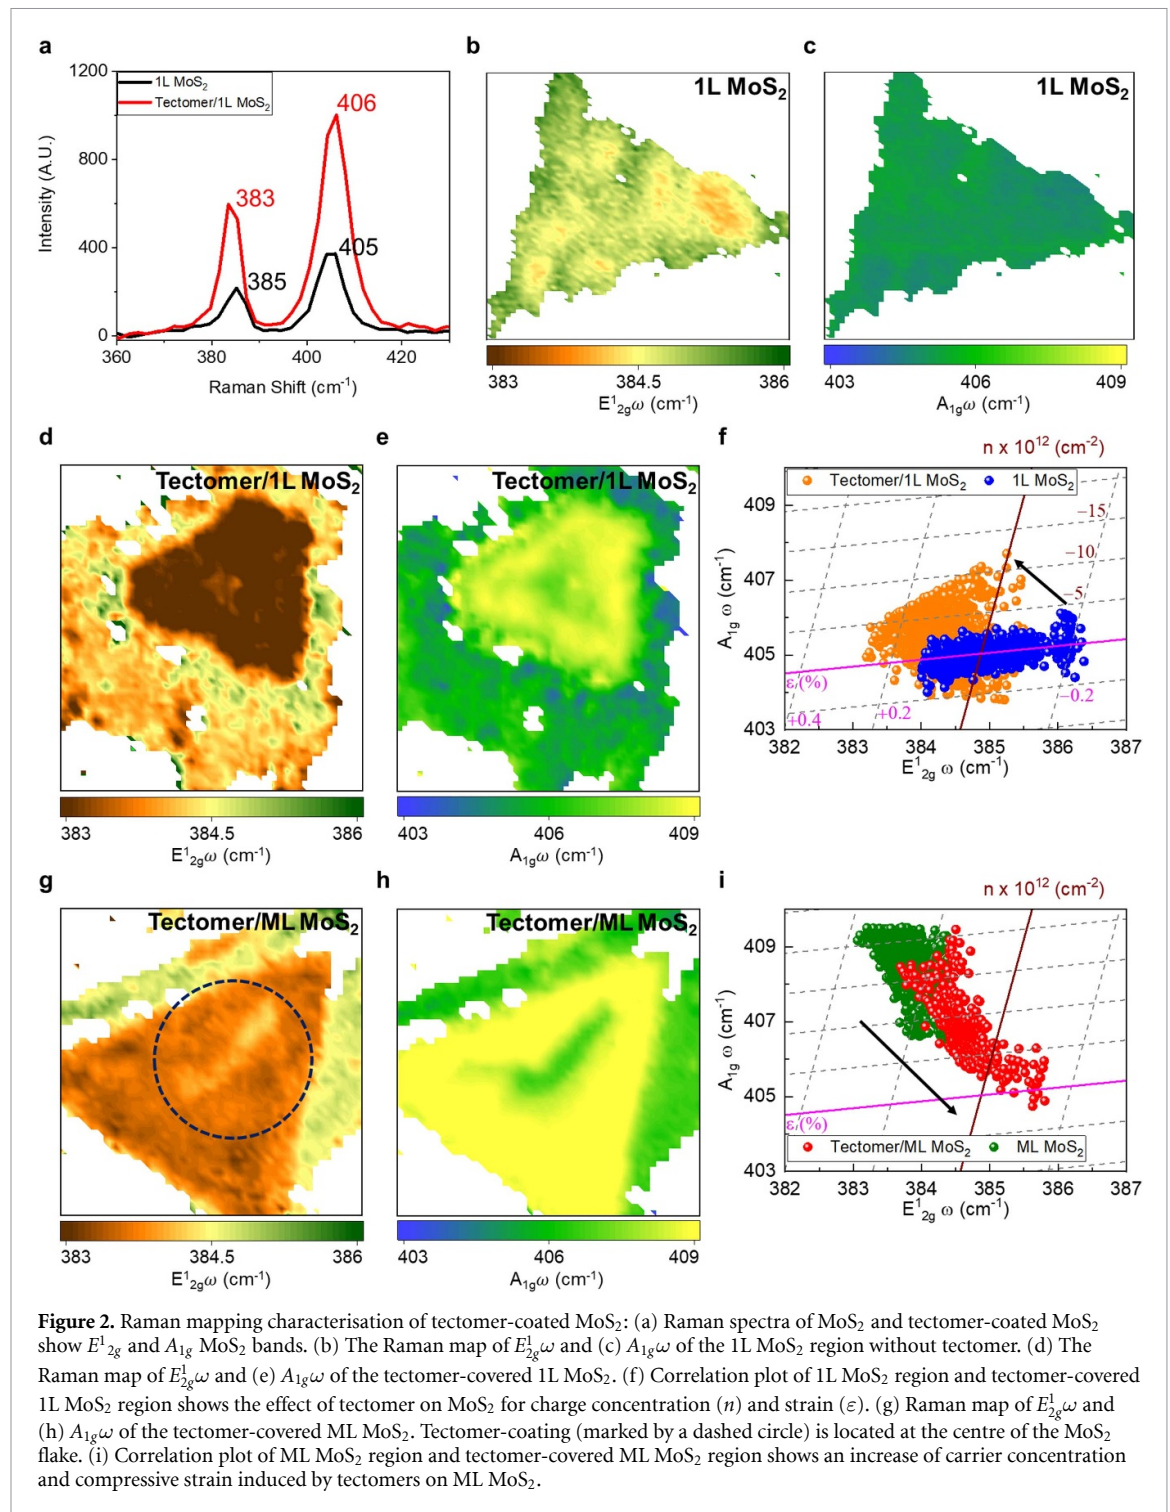 a
1200
800
400
0
Intensity (A.U.)
1L MoS₂
Tectomer/1L MoS₂
406
383
405
385
360
380
400
420
Raman Shift (cm⁻¹)
b
1L MoS₂
383
384.5
386
E¹₂gω (cm⁻¹)
c
1L MoS₂
403
406
409
A₁gω (cm⁻¹)
d
Tectomer/1L MoS₂
383
384.5
386
E¹₂gω (cm⁻¹)
e
Tectomer/1L MoS₂
403
406
409
A₁gω (cm⁻¹)
f
n x 10¹² (cm⁻²)
Tectomer/1L MoS₂
1L MoS₂
409
407
405
403
A₁g ω (cm⁻¹)
−15
−10
−5
ε (%)
+0.4
+0.2
−0.2
382
383
384
385
386
387
E¹₂g ω (cm⁻¹)
g
Tectomer/ML MoS₂
383
384.5
386
E¹₂gω (cm⁻¹)
h
Tectomer/ML MoS₂
403
406
409
A₁gω (cm⁻¹)
i
n x 10¹² (cm⁻²)
409
407
405
403
A₁g ω (cm⁻¹)
ε (%)
Tectomer/ML MoS₂
ML MoS₂
382
383
384
385
386
387
E¹₂g ω (cm⁻¹)
Figure 2. Raman mapping characterisation of tectomer-coated MoS₂: (a) Raman spectra of MoS₂ and tectomer-coated MoS₂
show E¹₂g and A₁g MoS₂ bands. (b) The Raman map of E¹₂gω and (c) A₁gω of the 1L MoS₂ region without tectomer. (d) The
Raman map of E¹₂gω and (e) A₁gω of the tectomer-covered 1L MoS₂. (f) Correlation plot of 1L MoS₂ region and tectomer-covered
1L MoS₂ region shows the effect of tectomer on MoS₂ for charge concentration (n) and strain (ε). (g) Raman map of E¹₂gω and
(h) A₁gω of the tectomer-covered ML MoS₂. Tectomer-coating (marked by a dashed circle) is located at the centre of the MoS₂
flake. (i) Correlation plot of ML MoS₂ region and tectomer-covered ML MoS₂ region shows an increase of carrier concentration
and compressive strain induced by tectomers on ML MoS₂.